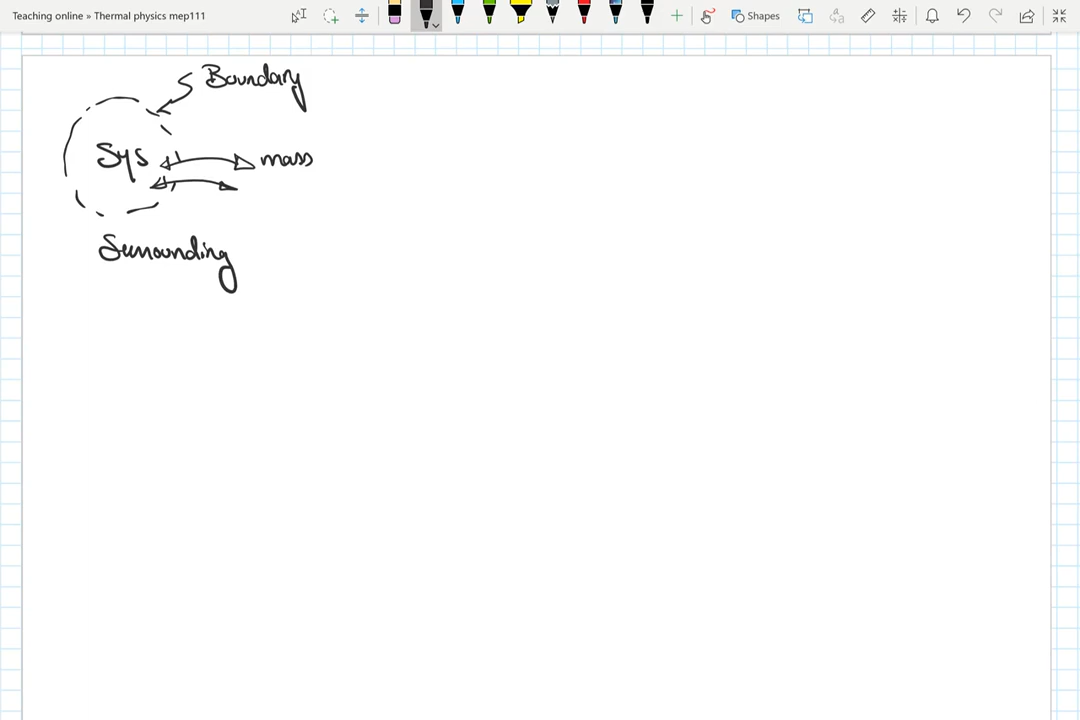 Teaching online » Thermal physics mep111
Shapes
Boundary
Sys
mass
Surrounding